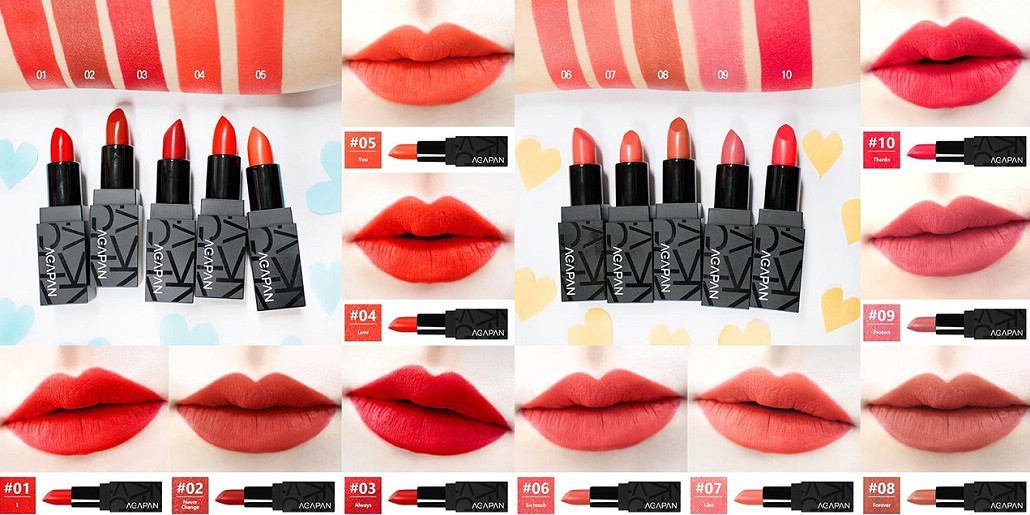 01
02
03
04
05
AGAPAN
AGAPAN
AGAPAN
AGAPAN
AGAPAN
#05
You
AGAPAN
#04
Love
AGAPAN
06
07
08
09
10
AGAPAN
AGAPAN
AGAPAN
AGAPAN
AGAPAN
#10
Thanks
AGAPAN
#09
Protect
AGAPAN
#01
I
AGAPAN
#02
Never
Change
AGAPAN
#03
Always
AGAPAN
#06
So much
AGAPAN
#07
Like
AGAPAN
#08
Forever
AGAPAN